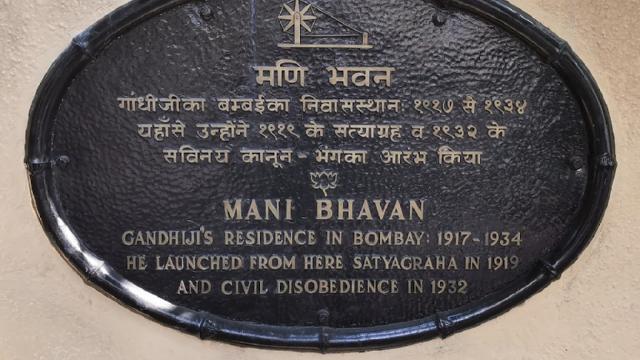 मणि भवन
गांधीजीका बम्बईका निवासस्थान: १९१७ से १९३४
यहाँसे उन्होंने १९१९ के सत्याग्रह व १९३२ के
सविनय कानून - भंगका आरंभ किया
MANI BHAVAN
GANDHIJI'S RESIDENCE IN BOMBAY: 1917-1934
HE LAUNCHED FROM HERE SATYAGRAHA IN 1919
AND CIVIL DISOBEDIENCE IN 1932